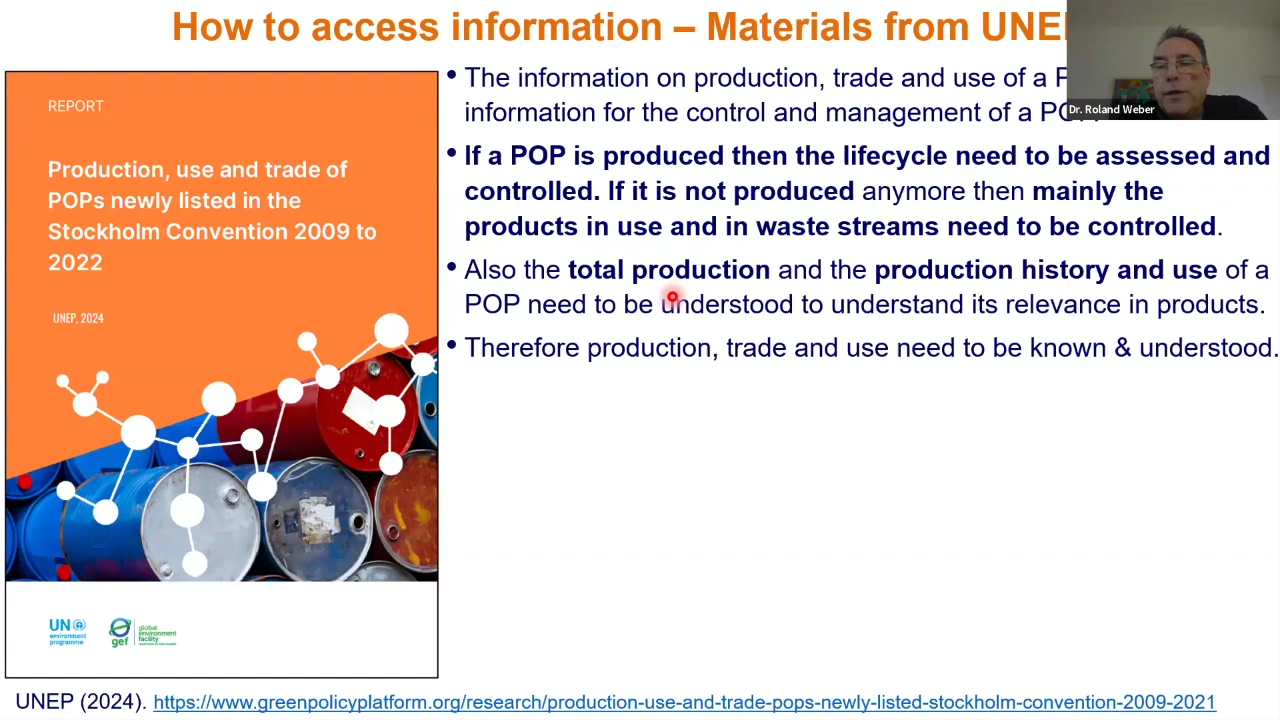 How to access information – Materials from UNE
Dr. Roland Weber
REPORT
Production, use and trade of
POPs newly listed in the
Stockholm Convention 2009 to
2022
UNEP, 2024
UN
environment
programme
gef
global
environment
facility
• The information on production, trade and use of a
information for the control and management of a
• If a POP is produced then the lifecycle need to be assessed and
controlled. If it is not produced anymore then mainly the
products in use and in waste streams need to be controlled.
• Also the total production and the production history and use of a
POP need to be understood to understand its relevance in products.
• Therefore production, trade and use need to be known & understood.
UNEP (2024). https://www.greenpolicyplatform.org/research/production-use-and-trade-pops-newly-listed-stockholm-convention-2009-2021